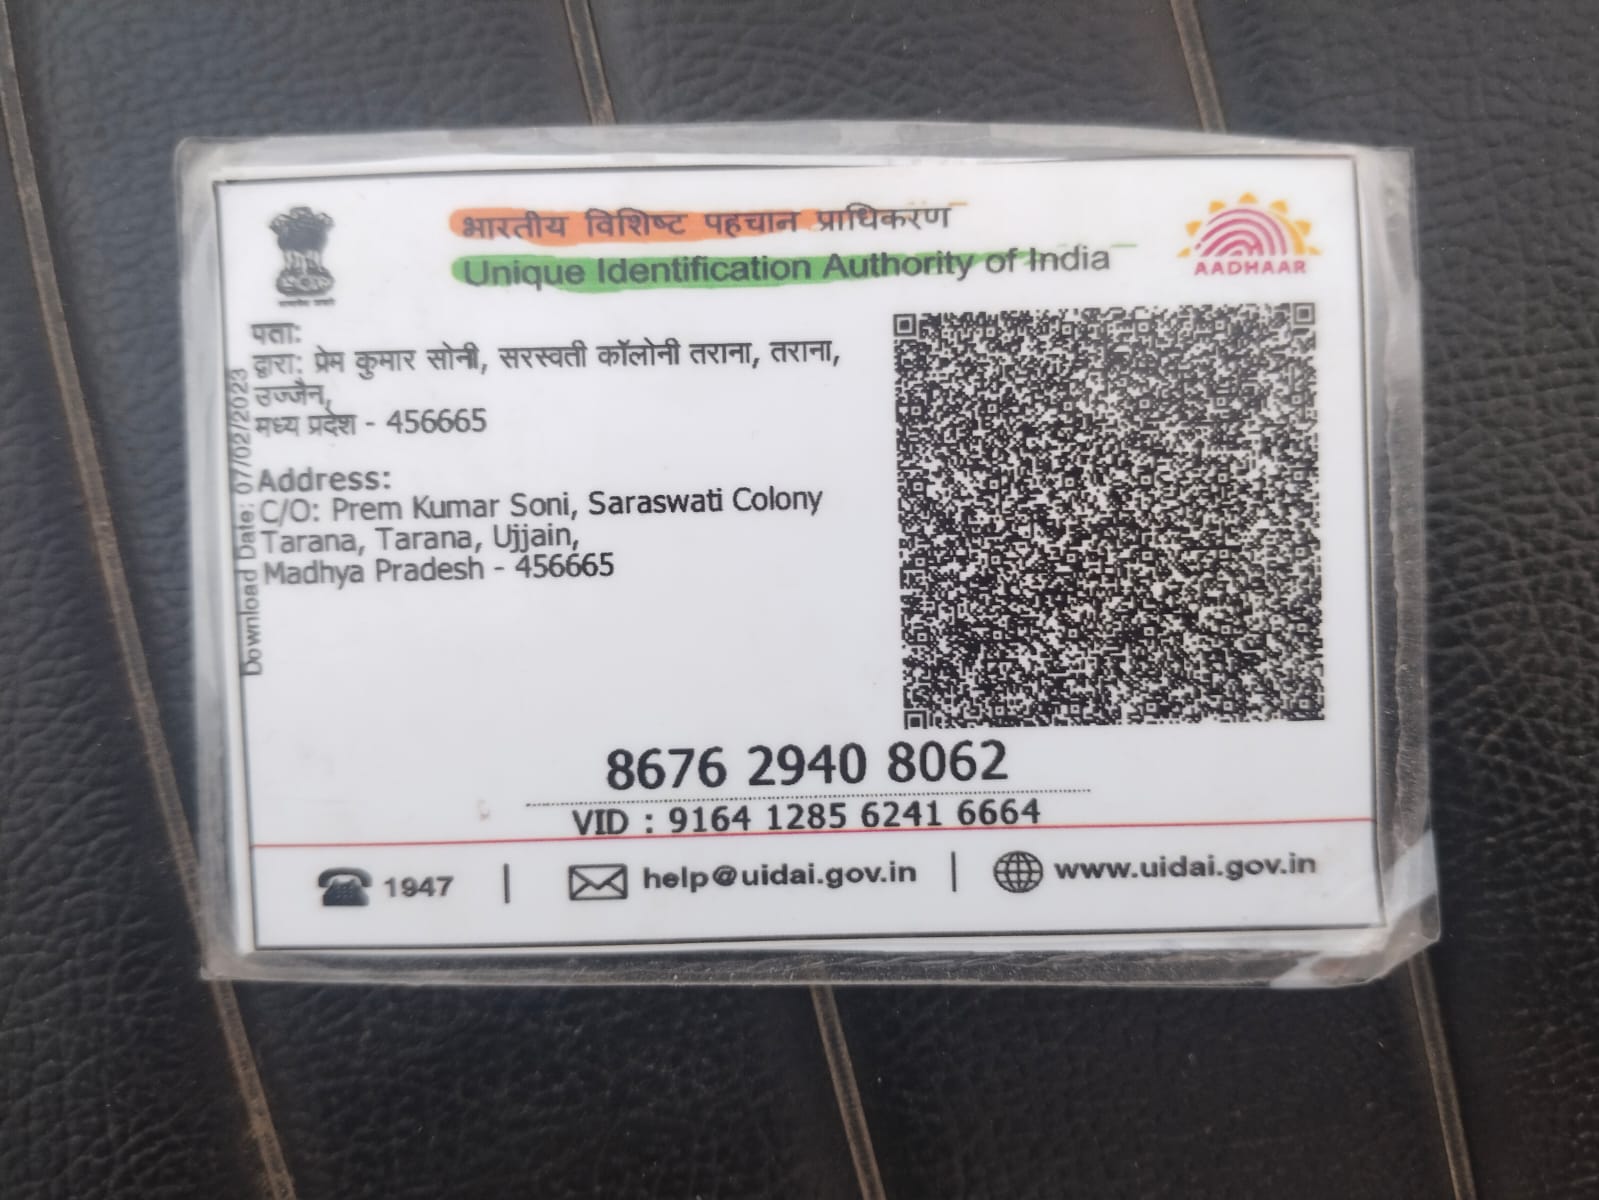 भारतीय विशिष्ट पहचान प्राधिकरण
Unique Identification Authority of India
AADHAAR
पता:
द्वारा: प्रेम कुमार सोनी, सरस्वती कॉलोनी तराना, तराना,
उज्जैन,
मध्य प्रदेश - 456665
Address:
C/O: Prem Kumar Soni, Saraswati Colony
Tarana, Tarana, Ujjain,
Madhya Pradesh - 456665
Download Date: 07/02/2023
8676 2940 8062
VID : 9164 1285 6241 6664
1947 | help@uidai.gov.in | www.uidai.gov.in